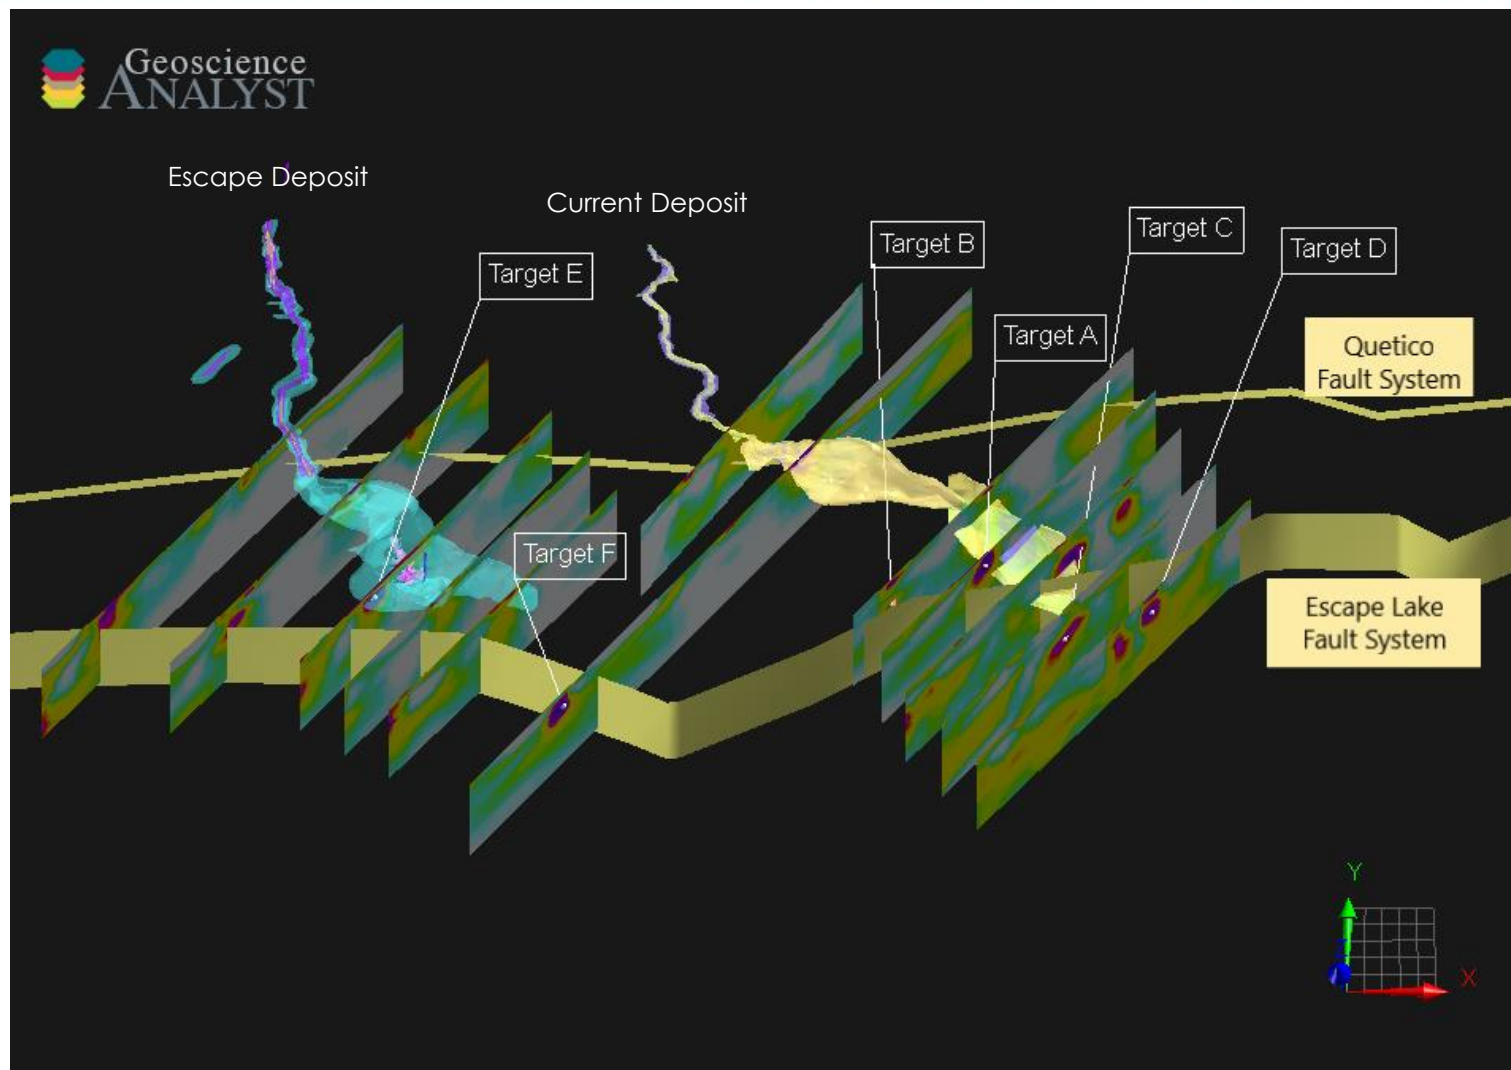 Geoscience
ANALYST
Escape Deposit
Current Deposit
Target B
Target C
Target D
Target E
Target A
Quetico
Fault System
Target F
Escape Lake
Fault System
Y
X